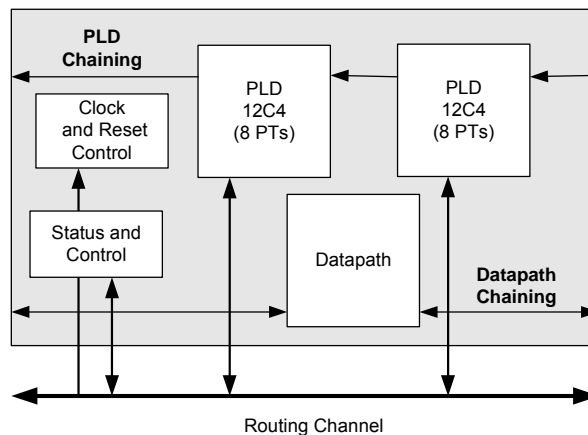 PLD
Chaining
PLD
12C4
(8 PTs)
PLD
12C4
(8 PTs)
Clock
and Reset
Control
Status and
Control
Datapath
Datapath
Chaining
Routing Channel